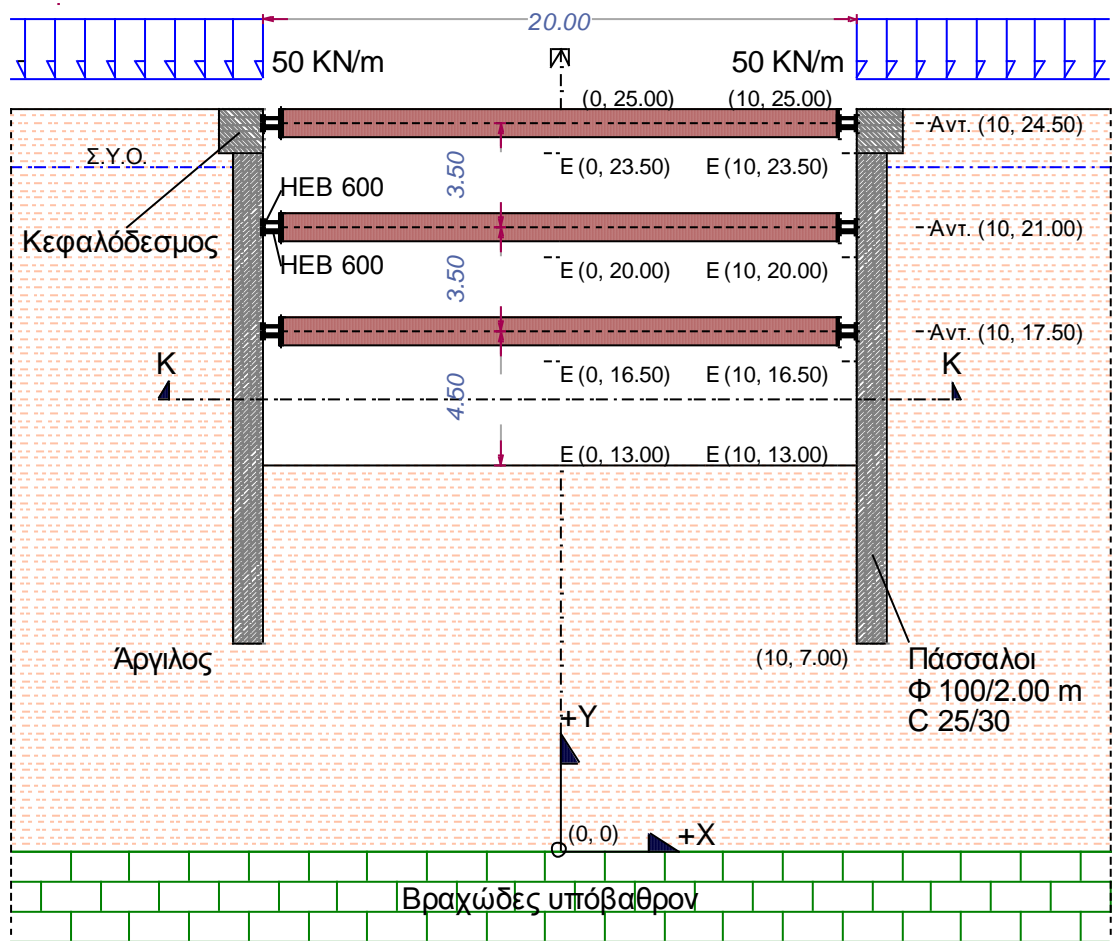 20.00
50 KN/m
50 KN/m
(0, 25.00)
(10, 25.00)
Αντ. (10, 24.50)
Σ.Υ.Ο.
3.50
E (0, 23.50)
E (10, 23.50)
HEB 600
Κεφαλόδεσμος
Αντ. (10, 21.00)
HEB 600
3.50
E (0, 20.00)
E (10, 20.00)
Αντ. (10, 17.50)
K
K
4.50
E (0, 16.50)
E (10, 16.50)
E (0, 13.00)
E (10, 13.00)
Άργιλος
(10, 7.00)
Πάσσαλοι
Φ 100/2.00 m
C 25/30
+Y
(0, 0)
+X
Βραχώδες υπόβαθρον